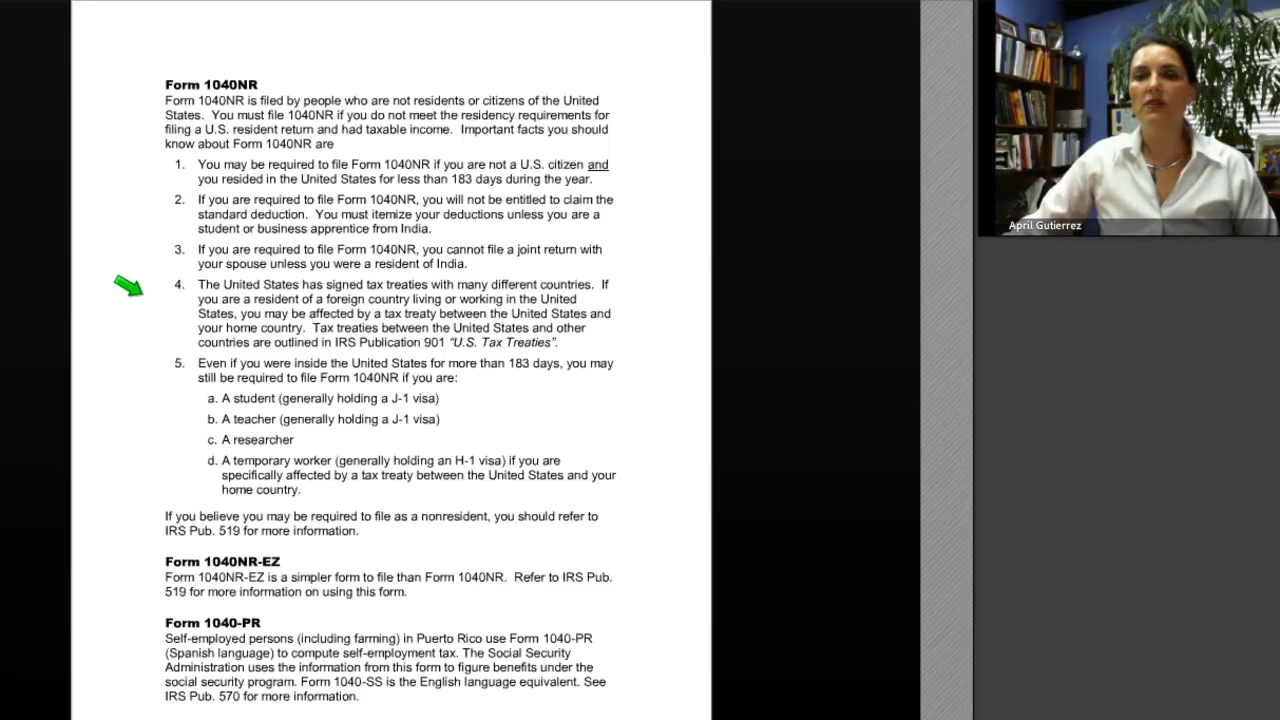 Form 1040NR
Form 1040NR is filed by people who are not residents or citizens of the United
States.  You must file 1040NR if you do not meet the residency requirements for
filing a U.S. resident return and had taxable income.  Important facts you should
know about Form 1040NR are
1. You may be required to file Form 1040NR if you are not a U.S. citizen and
you resided in the United States for less than 183 days during the year.
2. If you are required to file Form 1040NR, you will not be entitled to claim the
standard deduction.  You must itemize your deductions unless you are a
student or business apprentice from India.
3. If you are required to file Form 1040NR, you cannot file a joint return with
your spouse unless you were a resident of India.
4. The United States has signed tax treaties with many different countries.  If
you are a resident of a foreign country living or working in the United
States, you may be affected by a tax treaty between the United States and
your home country.  Tax treaties between the United States and other
countries are outlined in IRS Publication 901 “U.S. Tax Treaties”.
5. Even if you were inside the United States for more than 183 days, you may
still be required to file Form 1040NR if you are:
a. A student (generally holding a J-1 visa)
b. A teacher (generally holding a J-1 visa)
c. A researcher
d. A temporary worker (generally holding an H-1 visa) if you are
specifically affected by a tax treaty between the United States and your
home country.
If you believe you may be required to file as a nonresident, you should refer to
IRS Pub. 519 for more information.
Form 1040NR-EZ
Form 1040NR-EZ is a simpler form to file than Form 1040NR.  Refer to IRS Pub.
519 for more information on using this form.
Form 1040-PR
Self-employed persons (including farming) in Puerto Rico use Form 1040-PR
(Spanish language) to compute self-employment tax. The Social Security
Administration uses the information from this form to figure benefits under the
social security program. Form 1040-SS is the English language equivalent. See
IRS Pub. 570 for more information.
April Gutierrez